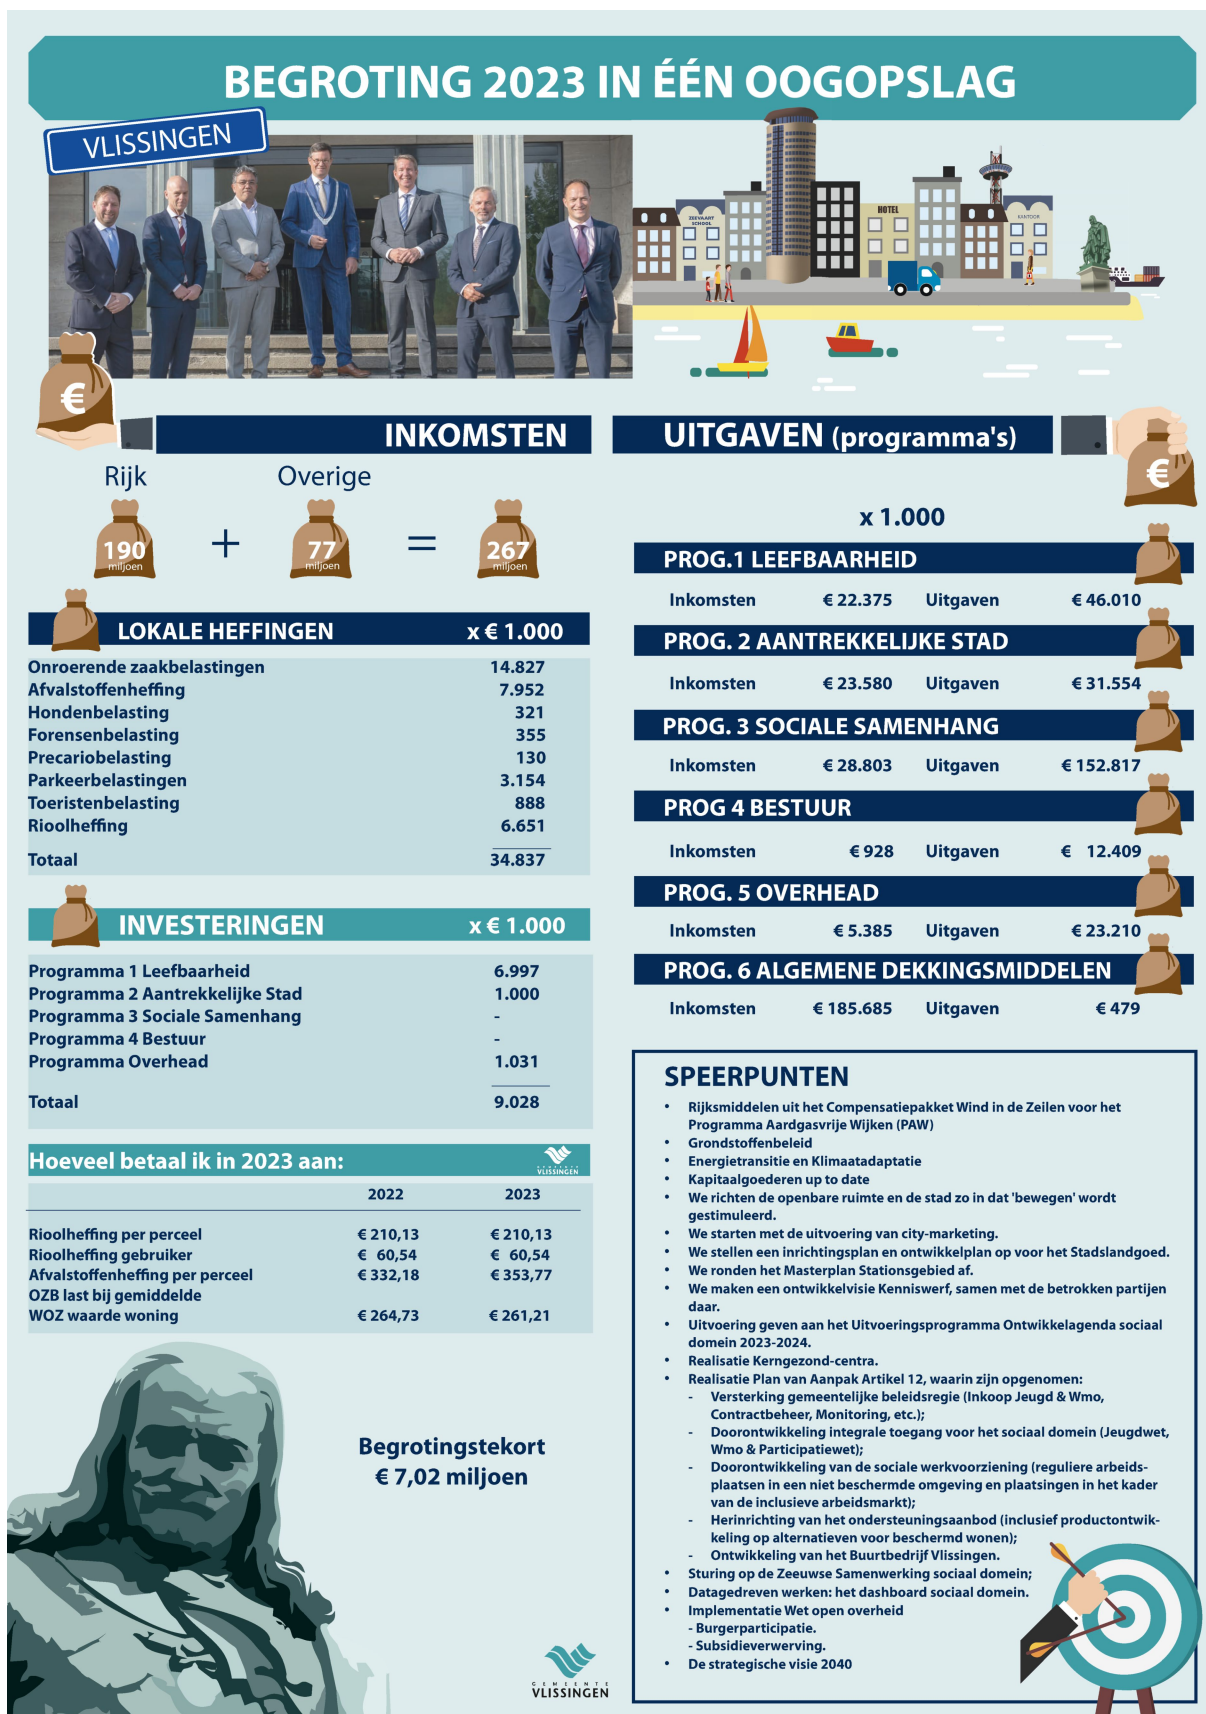 BEGROTING 2023 IN ÉÉN OOGOPSLAG
VLISSINGEN
ZEEVAART
SCHOOL
HOTEL
KANTOOR
€
INKOMSTEN
Rijk
Overige
190
miljoen
+
77
miljoen
=
267
miljoen
LOKALE HEFFINGEN x € 1.000
Onroerende zaakbelastingen 14.827
Afvalstoffenheffing 7.952
Hondenbelasting 321
Forensenbelasting 355
Precariobelasting 130
Parkeerbelastingen 3.154
Toeristenbelasting 888
Rioolheffing 6.651
Totaal 34.837
INVESTERINGEN x € 1.000
Programma 1 Leefbaarheid 6.997
Programma 2 Aantrekkelijke Stad 1.000
Programma 3 Sociale Samenhang -
Programma 4 Bestuur -
Programma Overhead 1.031
Totaal 9.028
Hoeveel betaal ik in 2023 aan:
GEMEENTE
VLISSINGEN
2022 2023
Rioolheffing per perceel € 210,13 € 210,13
Rioolheffing gebruiker € 60,54 € 60,54
Afvalstoffenheffing per perceel € 332,18 € 353,77
OZB last bij gemiddelde
WOZ waarde woning € 264,73 € 261,21
Begrotingstekort
€ 7,02 miljoen
GEMEENTE
VLISSINGEN
UITGAVEN (programma's)
€
x 1.000
PROG.1 LEEFBAARHEID
Inkomsten € 22.375 Uitgaven € 46.010
PROG. 2 AANTREKKELIJKE STAD
Inkomsten € 23.580 Uitgaven € 31.554
PROG. 3 SOCIALE SAMENHANG
Inkomsten € 28.803 Uitgaven € 152.817
PROG 4 BESTUUR
Inkomsten € 928 Uitgaven € 12.409
PROG. 5 OVERHEAD
Inkomsten € 5.385 Uitgaven € 23.210
PROG. 6 ALGEMENE DEKKINGSMIDDELEN
Inkomsten € 185.685 Uitgaven € 479
SPEERPUNTEN
• Rijksmiddelen uit het Compensatiepakket Wind in de Zeilen voor het
Programma Aardgasvrije Wijken (PAW)
• Grondstoffenbeleid
• Energietransitie en Klimaatadaptatie
• Kapitaalgoederen up to date
• We richten de openbare ruimte en de stad zo in dat 'bewegen' wordt
gestimuleerd.
• We starten met de uitvoering van city-marketing.
• We stellen een inrichtingsplan en ontwikkelplan op voor het Stadslandgoed.
• We ronden het Masterplan Stationsgebied af.
• We maken een ontwikkelvisie Kenniswerf, samen met de betrokken partijen
daar.
• Uitvoering geven aan het Uitvoeringsprogramma Ontwikkelagenda sociaal
domein 2023-2024.
• Realisatie Kerngezond-centra.
• Realisatie Plan van Aanpak Artikel 12, waarin zijn opgenomen:
- Versterking gemeentelijke beleidsregie (Inkoop Jeugd & Wmo,
Contractbeheer, Monitoring, etc.);
- Doorontwikkeling integrale toegang voor het sociaal domein (Jeugdwet,
Wmo & Participatiewet);
- Doorontwikkeling van de sociale werkvoorziening (reguliere arbeids-
plaatsen in een niet beschermde omgeving en plaatsingen in het kader
van de inclusieve arbeidsmarkt);
- Herinrichting van het ondersteuningsaanbod (inclusief productontwik-
keling op alternatieven voor beschermd wonen);
- Ontwikkeling van het Buurtbedrijf Vlissingen.
• Sturing op de Zeeuwse Samenwerking sociaal domein;
• Datagedreven werken: het dashboard sociaal domein.
• Implementatie Wet open overheid
- Burgerparticipatie.
- Subsidieverwerving.
• De strategische visie 2040